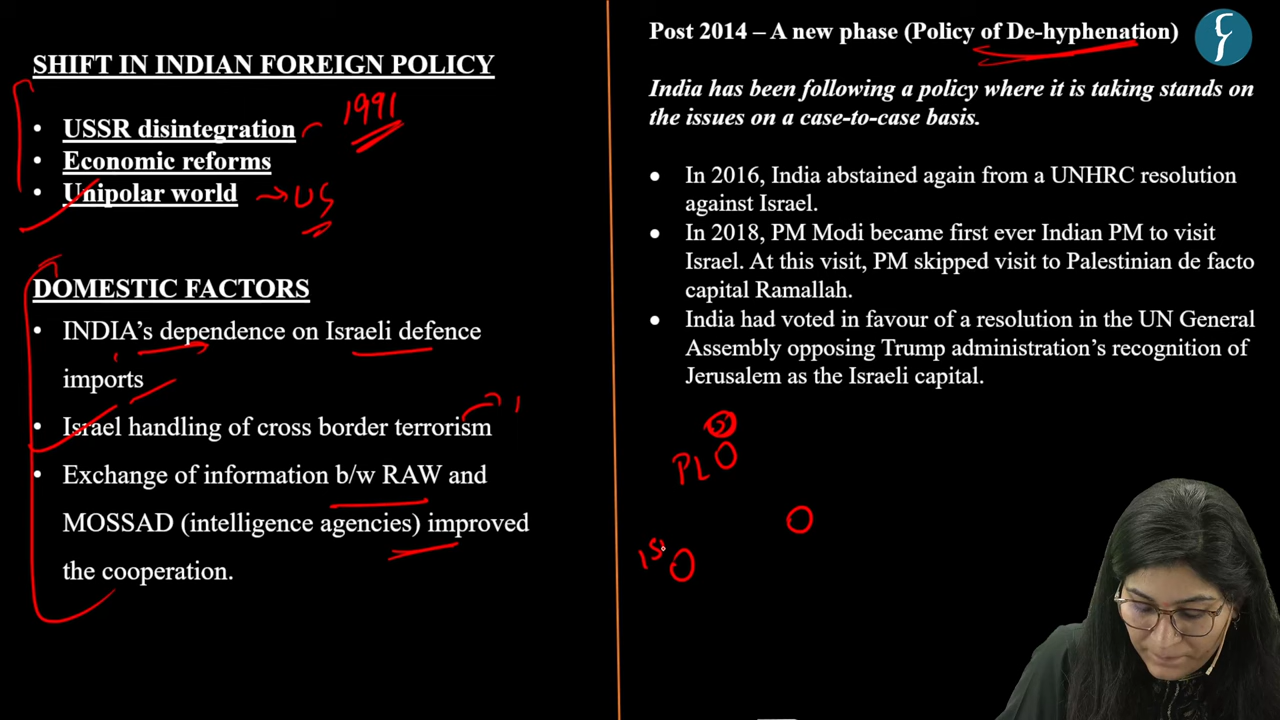 SHIFT IN INDIAN FOREIGN POLICY
• USSR disintegration
1991
• Economic reforms
• Unipolar world
→ US
DOMESTIC FACTORS
• INDIA's dependence on Israeli defence
imports
• Israel handling of cross border terrorism
• Exchange of information b/w RAW and
MOSSAD (intelligence agencies) improved
the cooperation.
Post 2014 – A new phase (Policy of De-hyphenation)
India has been following a policy where it is taking stands on
the issues on a case-to-case basis.
• In 2016, India abstained again from a UNHRC resolution
against Israel.
• In 2018, PM Modi became first ever Indian PM to visit
Israel. At this visit, PM skipped visit to Palestinian de facto
capital Ramallah.
• India had voted in favour of a resolution in the UN General
Assembly opposing Trump administration's recognition of
Jerusalem as the Israeli capital.
PL
IS